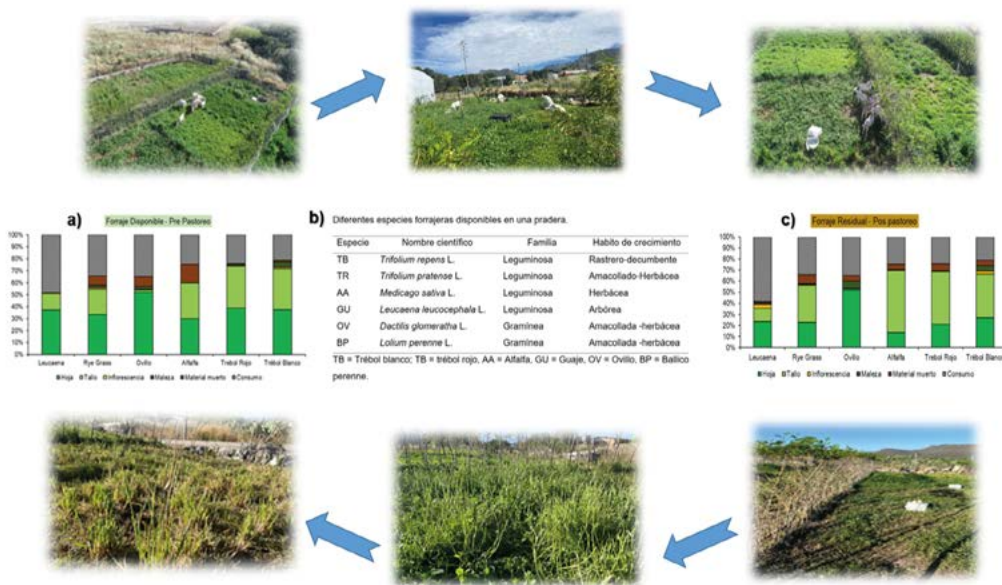 a)
Forraje Disponible - Pre Pastoreo
100%
90%
80%
70%
60%
50%
40%
30%
20%
10%
0%
Leucaena Rye Grass Ovillo Alfalfa Trébol Rojo Trébol Blanco
Hoja Tallo Inflorescencia Maleza Material muerto Consumo
b) Diferentes especies forrajeras disponibles en una pradera.
Especie Nombre científico Familia Habito de crecimiento
TB Trifolium repens L. Leguminosa Rastrero-decumbente
TR Trifolium pratense L. Leguminosa Amacollado-Herbácea
AA Medicago sativa L. Leguminosa Herbácea
GU Leucaena leucocephala L. Leguminosa Arbórea
OV Dactilis glomeratha L. Gramínea Amacollada -herbácea
BP Lolium perenne L. Gramínea Amacollada -herbácea
TB = Trébol blanco; TB = trébol rojo, AA = Alfalfa, GU = Guaje, OV = Ovillo, BP = Ballico
perenne.
c)
Forraje Residual - Pos pastoreo
100%
90%
80%
70%
60%
50%
40%
30%
20%
10%
0%
Leucaena Rye Grass Ovillo Alfalfa Trébol Rojo Trébol Blanco
Hoja Tallo Inflorescencia Maleza Material muerto Consumo